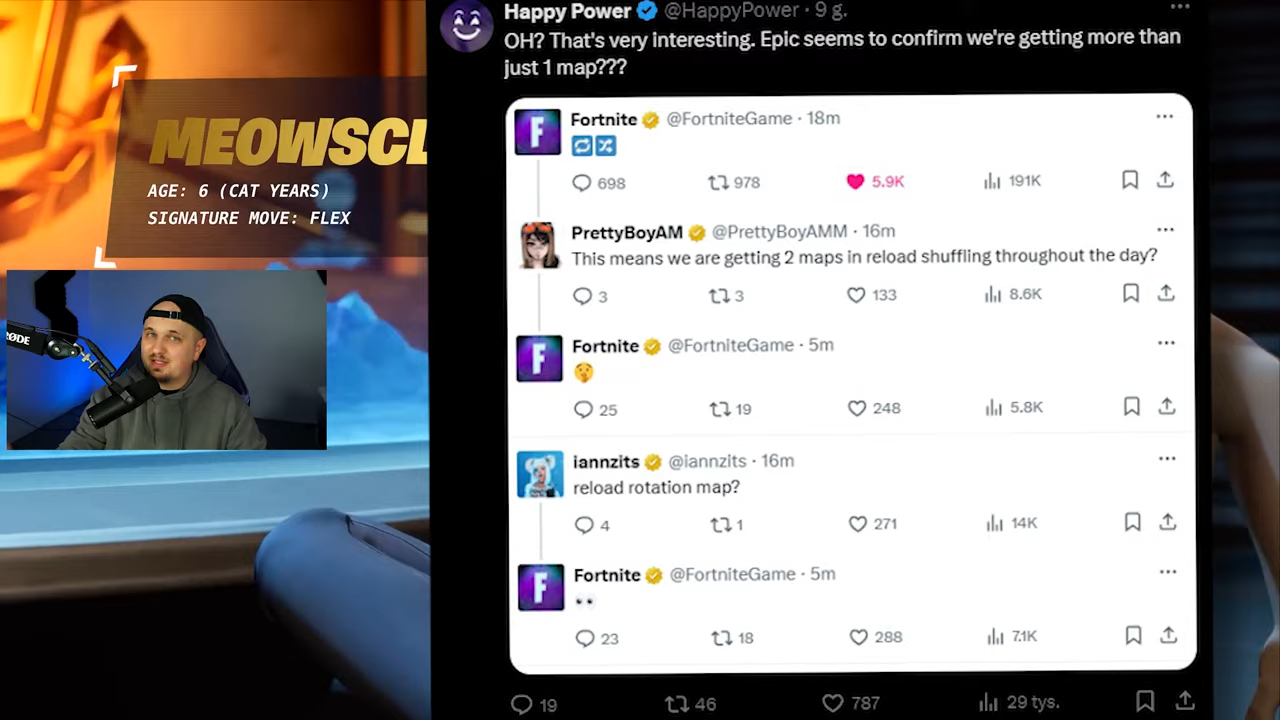 Happy Power @HappyPower · 9 g.
OH? That's very interesting. Epic seems to confirm we're getting more than
just 1 map???
MEOWSCL
AGE: 6 (CAT YEARS)
SIGNATURE MOVE: FLEX
RØDE
Fortnite @FortniteGame · 18m
698 978 5.9K 191K
PrettyBoyAM @PrettyBoyAMM · 16m
This means we are getting 2 maps in reload shuffling throughout the day?
3 3 133 8.6K
Fortnite @FortniteGame · 5m
25 19 248 5.8K
iannzits @iannzits · 16m
reload rotation map?
4 1 271 14K
Fortnite @FortniteGame · 5m
23 18 288 7.1K
19 46 787 29 tys.